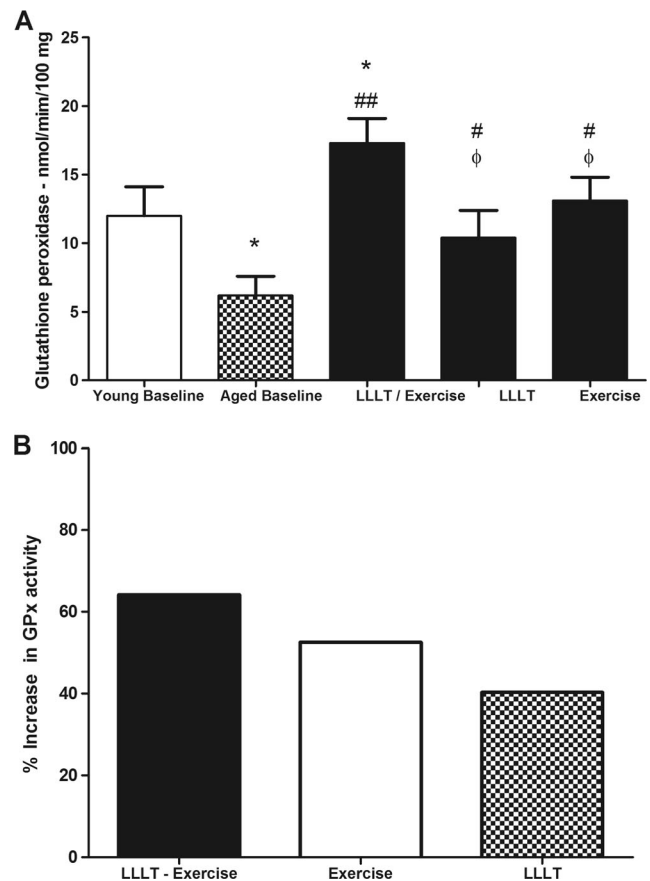 A
Glutathione peroxidase - nmol/mim/100 mg
25
20
15
10
5
0
*
*
##
#
ϕ
#
ϕ
Young Baseline Aged Baseline LLLT / Exercise LLLT Exercise
B
% Increase in GPx activity
100
80
60
40
20
0
LLLT - Exercise Exercise LLLT